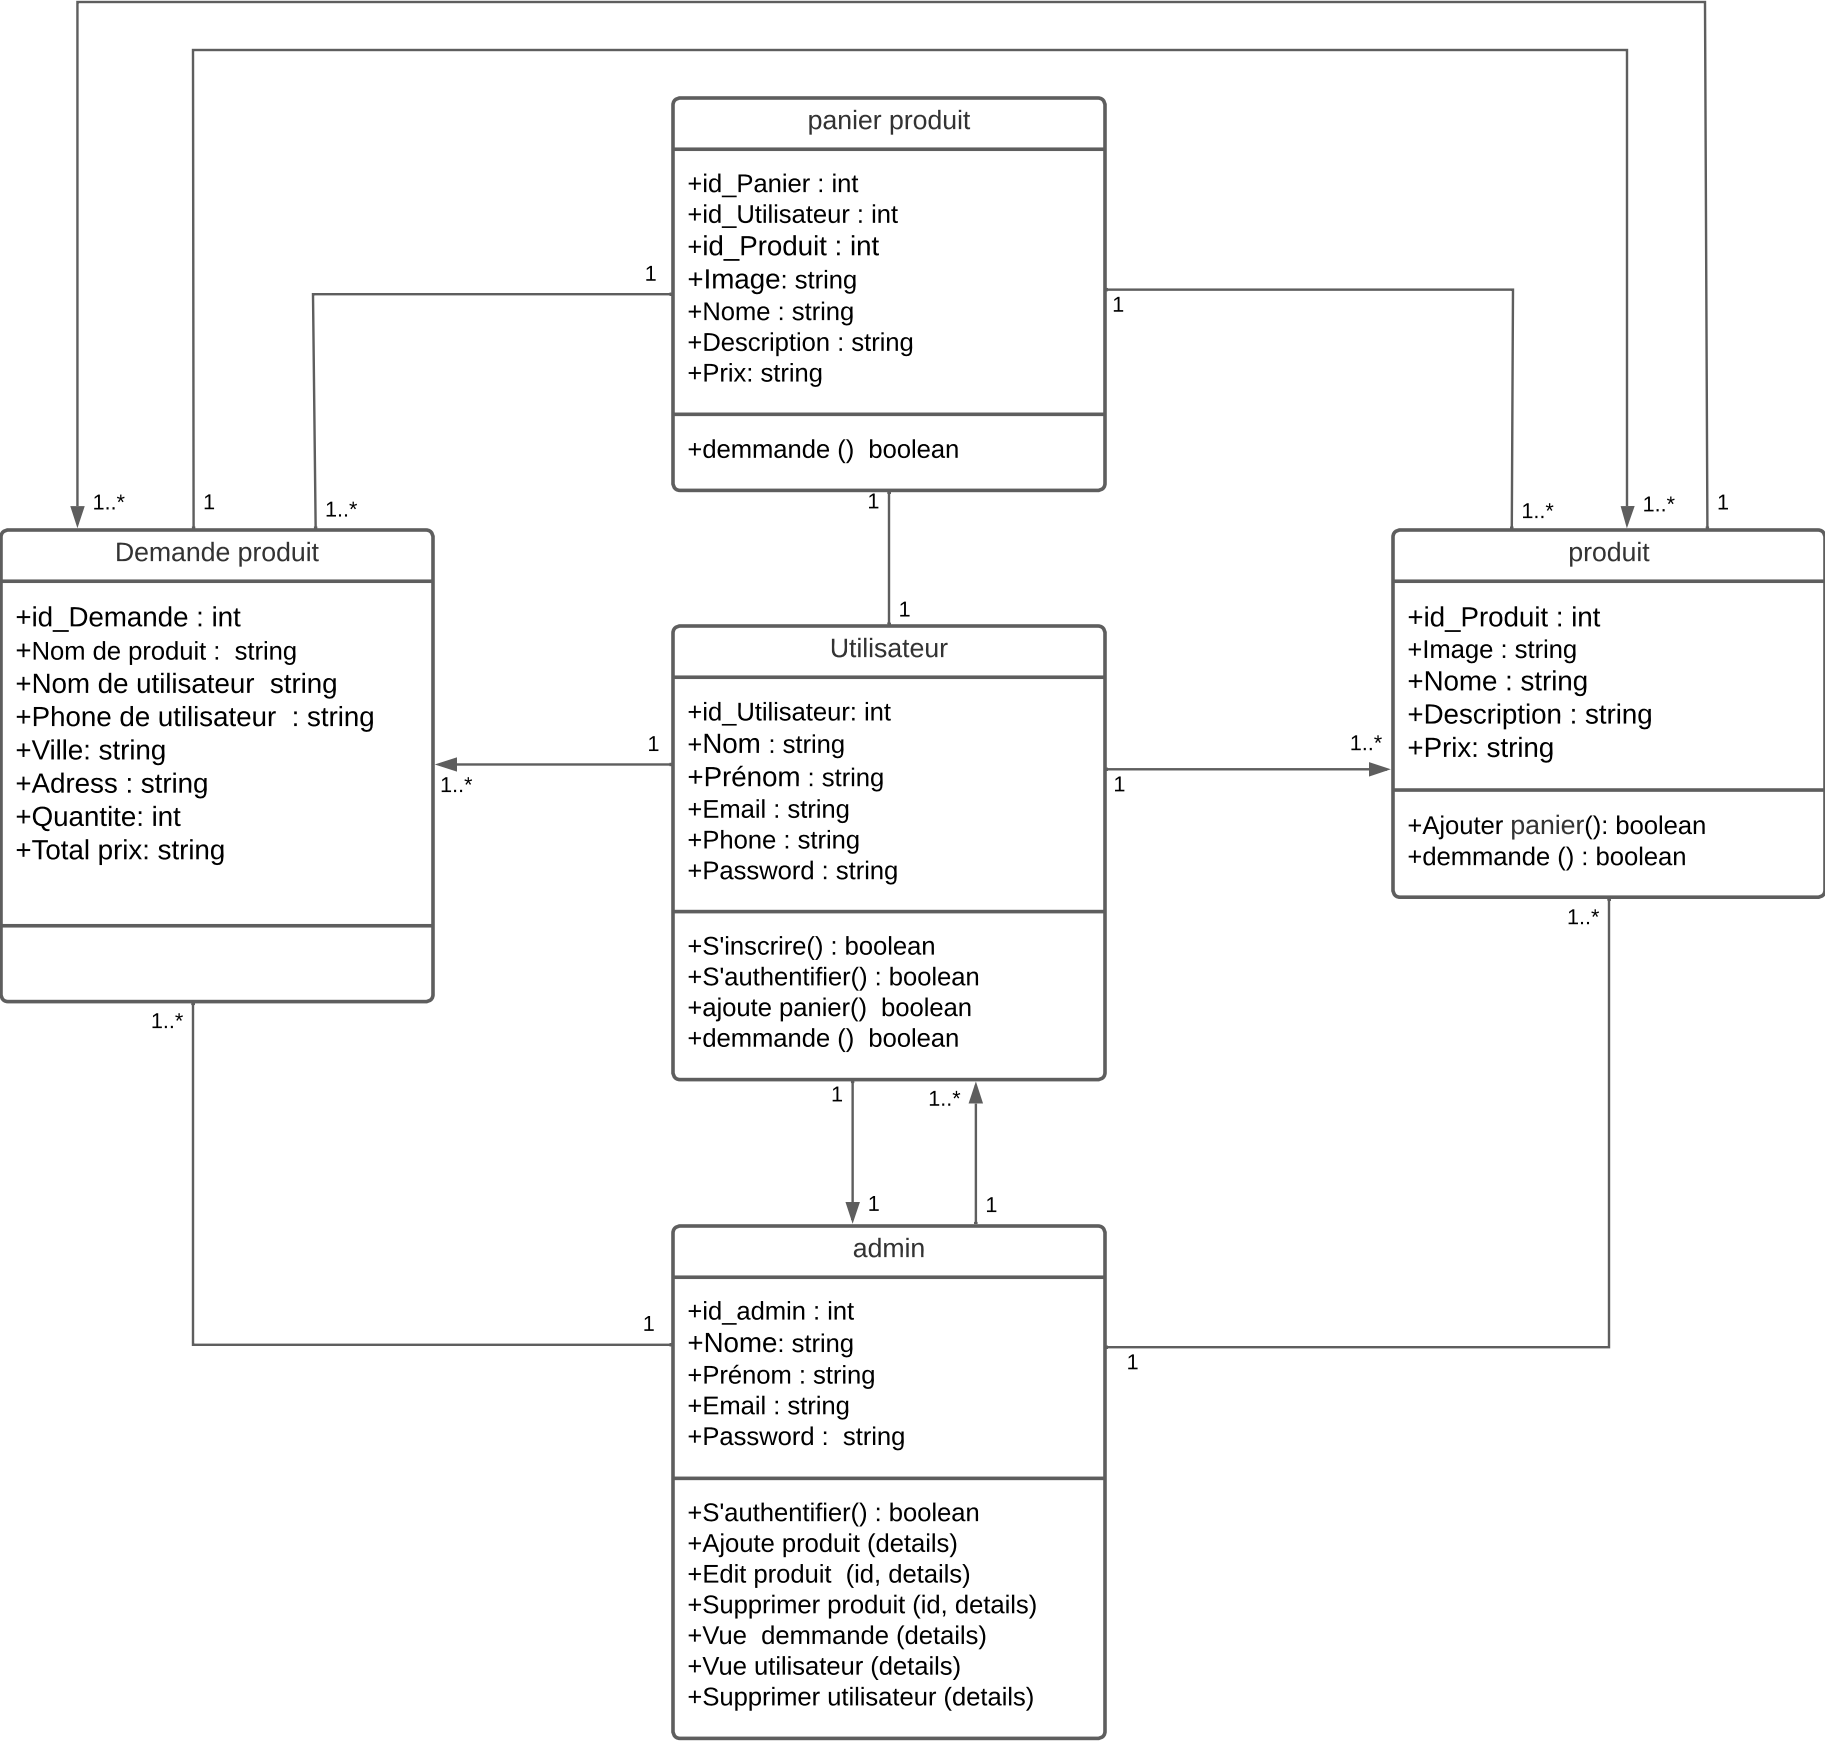 panier produit
+id_Panier : int
+id_Utilisateur : int
+id_Produit : int
+Image: string
+Nome : string
+Description : string
+Prix: string
+demmande ()  boolean
1
1
1
1..*
1
1..*
1..*
1..*
1
1
Demande produit
+id_Demande : int
+Nom de produit :  string
+Nom de utilisateur  string
+Phone de utilisateur  : string
+Ville: string
+Adress : string
+Quantite: int
+Total prix: string
1..*
1
1..*
Utilisateur
+id_Utilisateur: int
+Nom : string
+Prénom : string
+Email : string
+Phone : string
+Password : string
+S'inscrire() : boolean
+S'authentifier() : boolean
+ajoute panier()  boolean
+demmande ()  boolean
1..*
1
produit
+id_Produit : int
+Image : string
+Nome : string
+Description : string
+Prix: string
+Ajouter panier(): boolean
+demmande () : boolean
1..*
1
1..*
1
1
1
1
admin
+id_admin : int
+Nome: string
+Prénom : string
+Email : string
+Password :  string
+S'authentifier() : boolean
+Ajoute produit (details)
+Edit produit  (id, details)
+Supprimer produit (id, details)
+Vue  demmande (details)
+Vue utilisateur (details)
+Supprimer utilisateur (details)